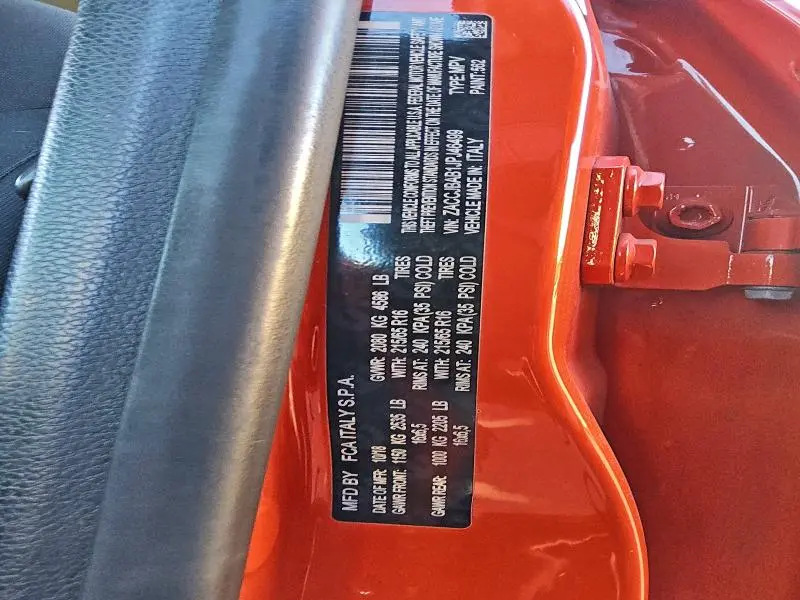 MFD BY FCA ITALY S.P.A.
DATE OF MFR: 10/18 GVWR: 2080 KG 4586 LB
GAWR FRONT: 1150 KG 2535 LB WITH: 215/65 R16 TIRES
16x6,5 RIMS AT: 240 KPA(35 PSI) COLD
GAWR REAR: 1000 KG 2205 LB WITH: 215/65 R16 TIRES
16x6,5 RIMS AT: 240 KPA(35 PSI) COLD
THIS VEHICLE CONFORMS TO ALL APPLICABLE U.S.A. FEDERAL MOTOR VEHICLE SAFETY AND
THEFT PREVENTION STANDARDS IN EFFECT ON THE DATE OF MANUFACTURE SHOWN ABOVE
VIN: ZACCJBAB1JPJ46499 TYPE: MPV
VEHICLE MADE IN: ITALY PAINT: 562